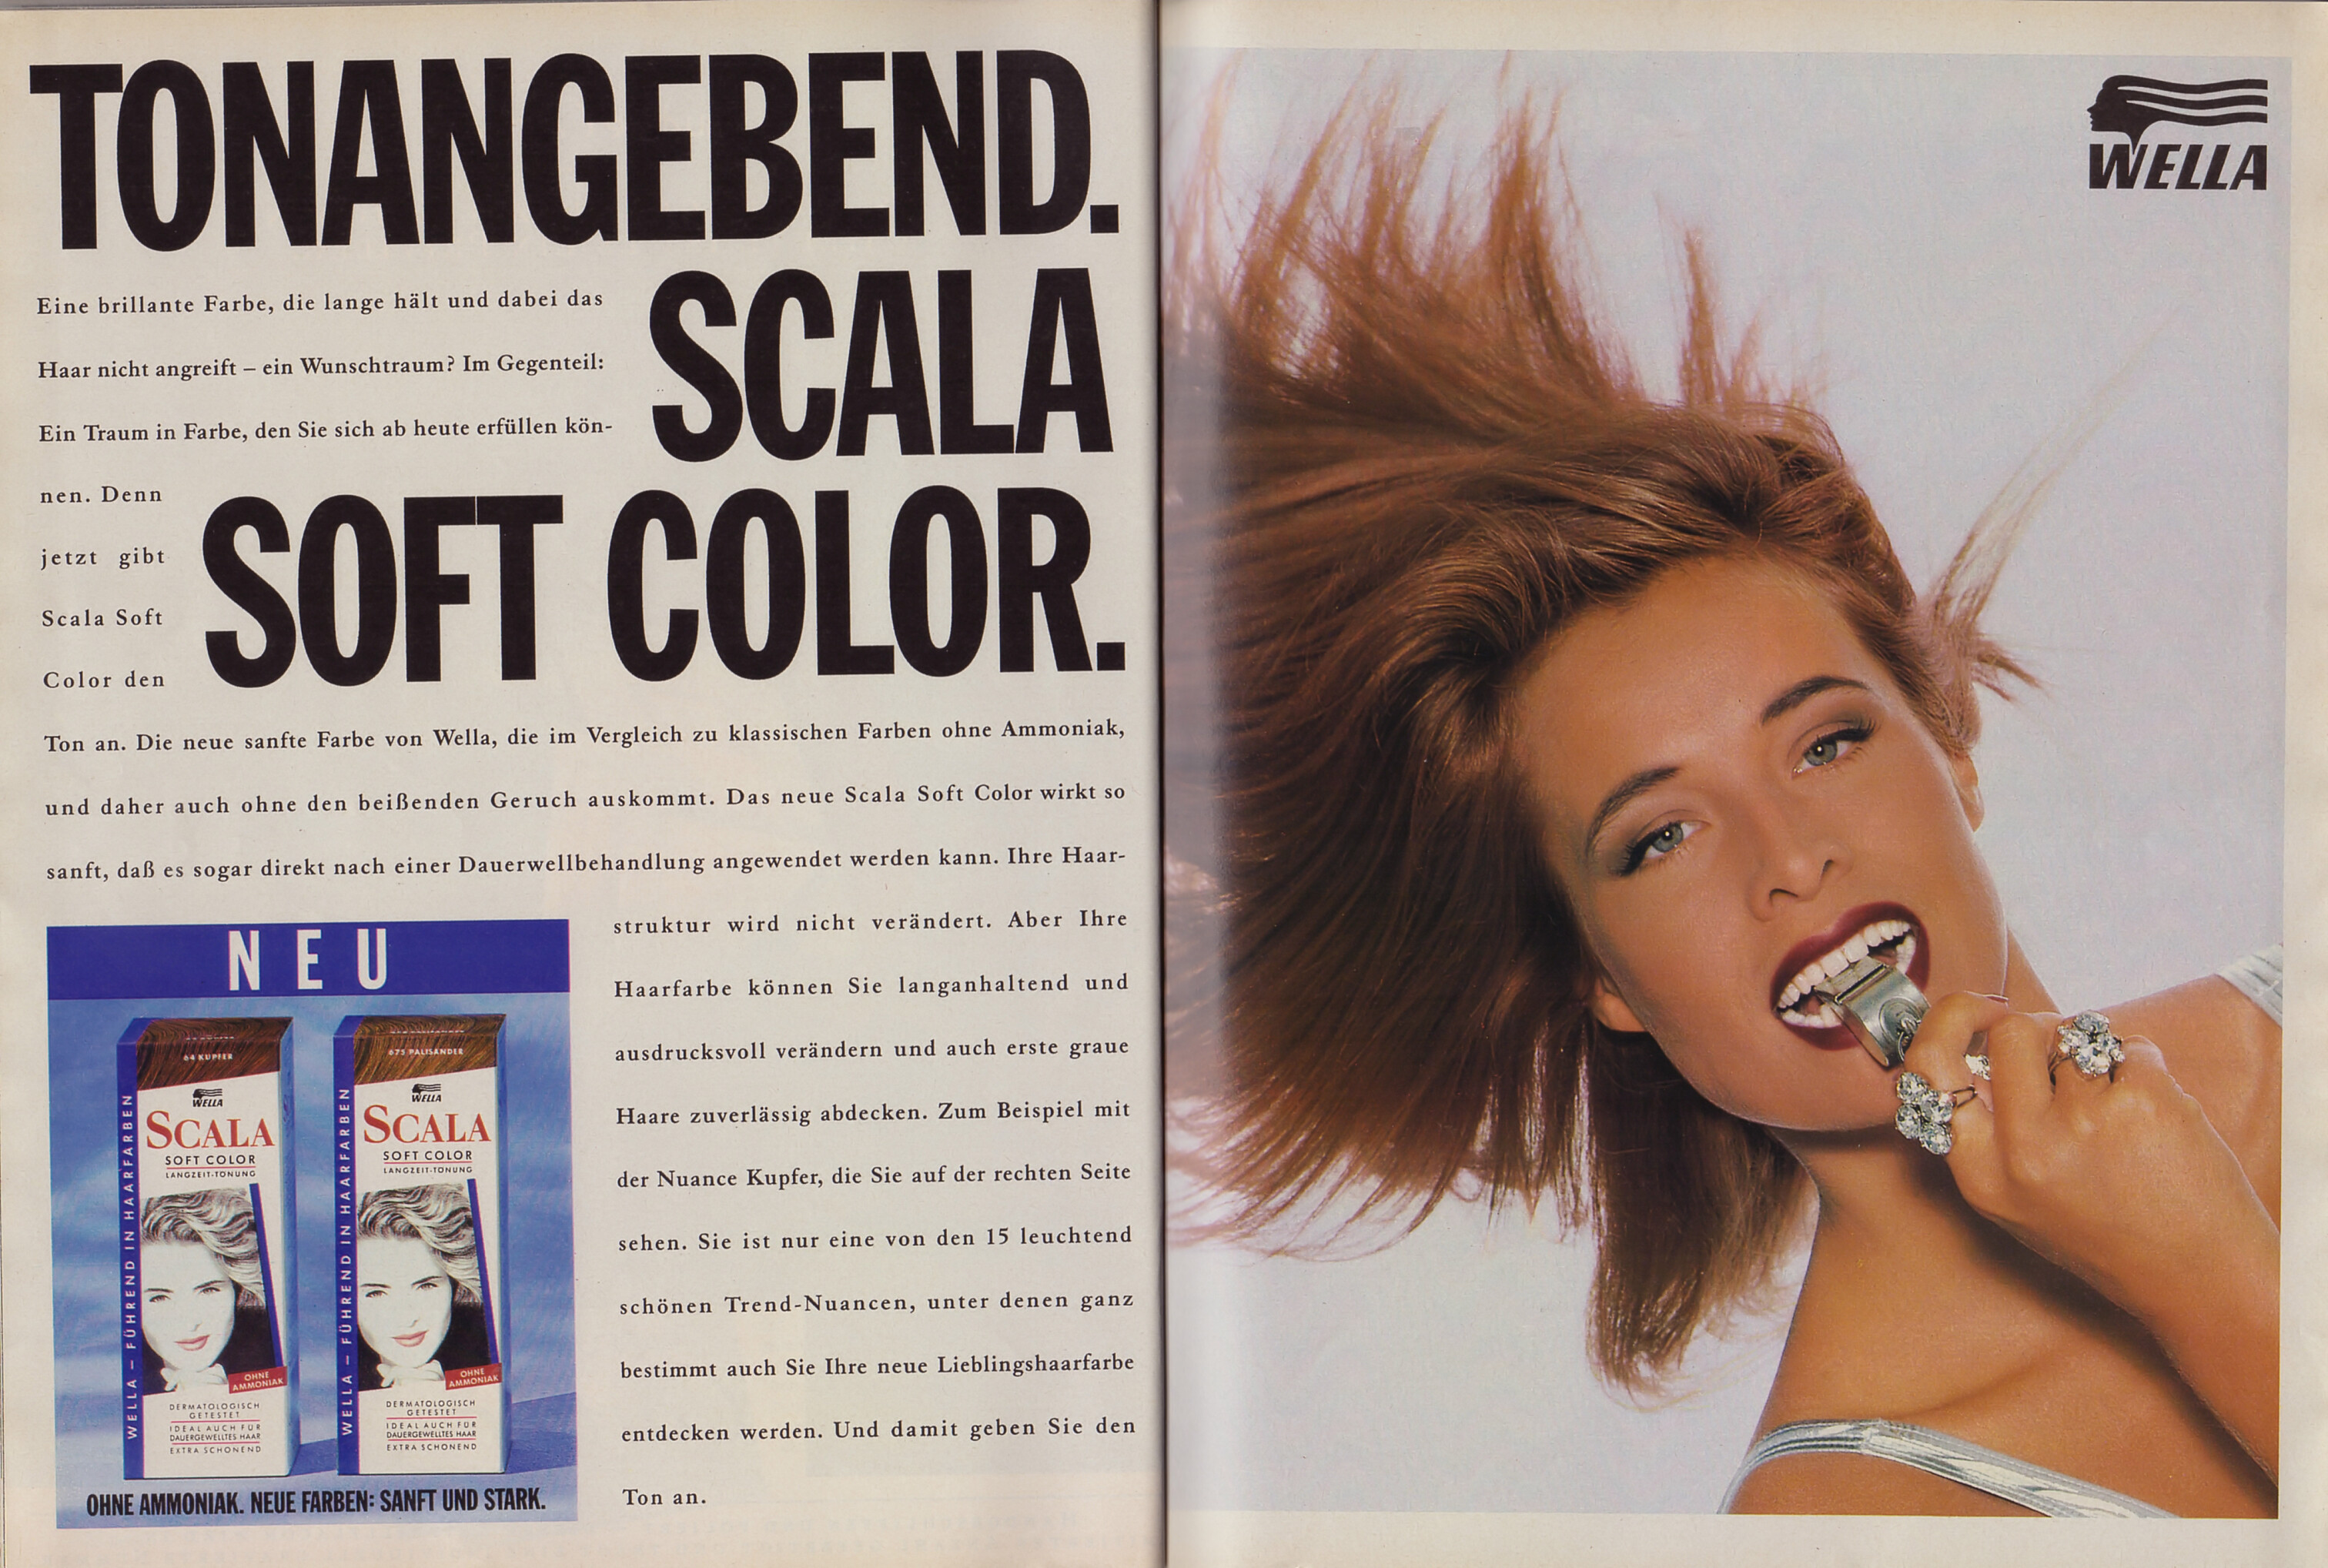 TONANGEBEND.
SCALA
SOFT COLOR.
Eine brillante Farbe, die lange hält und dabei das
Haar nicht angreift – ein Wunschtraum? Im Gegenteil:
Ein Traum in Farbe, den Sie sich ab heute erfüllen kön-
nen. Denn
jetzt gibt
Scala Soft
Color den
Ton an. Die neue sanfte Farbe von Wella, die im Vergleich zu klassischen Farben ohne Ammoniak,
und daher auch ohne den beißenden Geruch auskommt. Das neue Scala Soft Color wirkt so
sanft, daß es sogar direkt nach einer Dauerwellbehandlung angewendet werden kann. Ihre Haar-
struktur wird nicht verändert. Aber Ihre
Haarfarbe können Sie langanhaltend und
ausdrucksvoll verändern und auch erste graue
Haare zuverlässig abdecken. Zum Beispiel mit
der Nuance Kupfer, die Sie auf der rechten Seite
sehen. Sie ist nur eine von den 15 leuchtend
schönen Trend-Nuancen, unter denen ganz
bestimmt auch Sie Ihre neue Lieblingshaarfarbe
entdecken werden. Und damit geben Sie den
Ton an.
NEU
64 KUPFER
WELLA
SCALA
SOFT COLOR
LANGZEIT-TÖNUNG
WELLA – FÜHREND IN HAARFARBEN
OHNE
AMMONIAK
DERMATOLOGISCH
GETESTET
IDEAL AUCH FÜR
DAUERGEWELLTES HAAR
EXTRA SCHONEND
675 PALISANDER
WELLA
SCALA
SOFT COLOR
LANGZEIT-TÖNUNG
WELLA – FÜHREND IN HAARFARBEN
OHNE
AMMONIAK
DERMATOLOGISCH
GETESTET
IDEAL AUCH FÜR
DAUERGEWELLTES HAAR
EXTRA SCHONEND
OHNE AMMONIAK. NEUE FARBEN: SANFT UND STARK.
WELLA